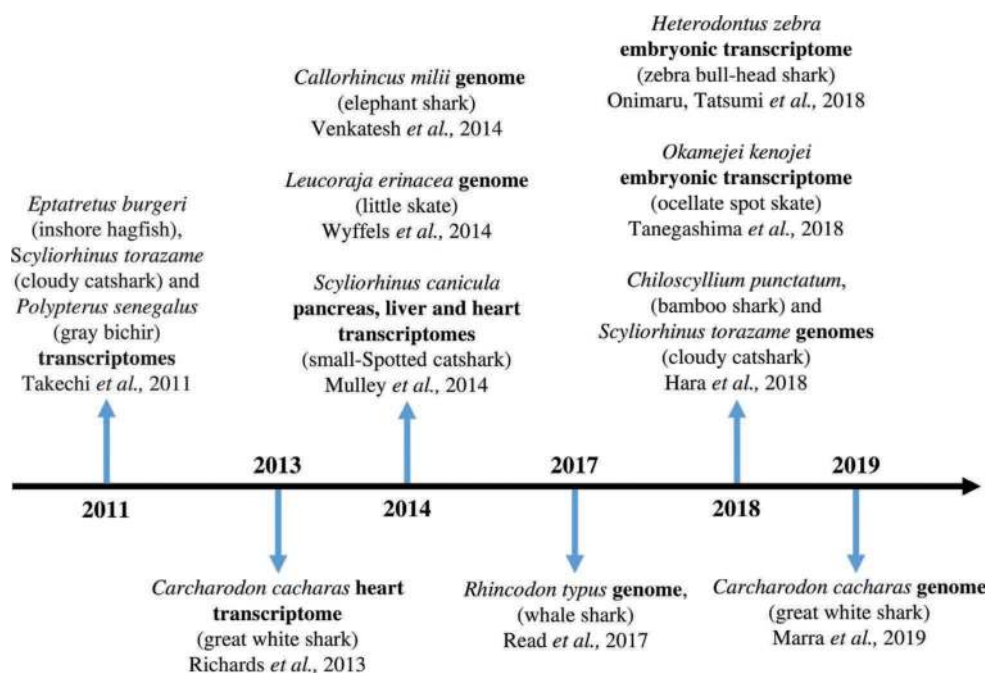 Eptatretus burgeri
(inshore hagfish),
Scyliorhinus torazame
(cloudy catshark) and
Polypterus senegalus
(gray bichir)
transcriptomes
Takechi et al., 2011
Callorhincus milii genome
(elephant shark)
Venkatesh et al., 2014
Leucoraja erinacea genome
(little skate)
Wyffels et al., 2014
Scyliorhinus canicula
pancreas, liver and heart
transcriptomes
(small-Spotted catshark)
Mulley et al., 2014
Heterodontus zebra
embryonic transcriptome
(zebra bull-head shark)
Onimaru, Tatsumi et al., 2018
Okamejei kenojei
embryonic transcriptome
(ocellate spot skate)
Tanegashima et al., 2018
Chiloscyllium punctatum,
(bamboo shark) and
Scyliorhinus torazame genomes
(cloudy catshark)
Hara et al., 2018
2013
2017
2019
2011
2014
2018
Carcharodon cacharas heart
transcriptome
(great white shark)
Richards et al., 2013
Rhincodon typus genome,
(whale shark)
Read et al., 2017
Carcharodon cacharas genome
(great white shark)
Marra et al., 2019